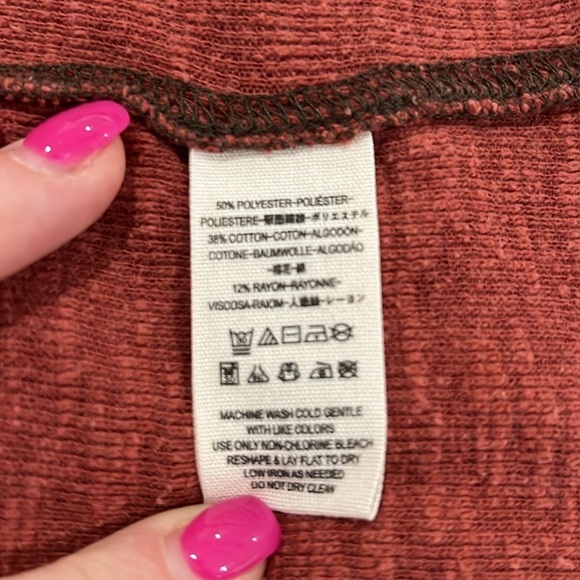 50% POLYESTER-POLIÉSTER-
POLIESTERE-聚酯纖維-ポリエステル
38% COTTON-COTON-ALGODÓN-
COTONE-BAUMWOLLE-ALGODÃO
-棉花-綿
12% RAYON-RAYONNE-
VISCOSA-RAIOM-人造絲-レーヨン
MACHINE WASH COLD GENTLE
WITH LIKE COLORS
USE ONLY NON-CHLORINE BLEACH
RESHAPE & LAY FLAT TO DRY
LOW IRON AS NEEDED
DO NOT DRY CLEAN